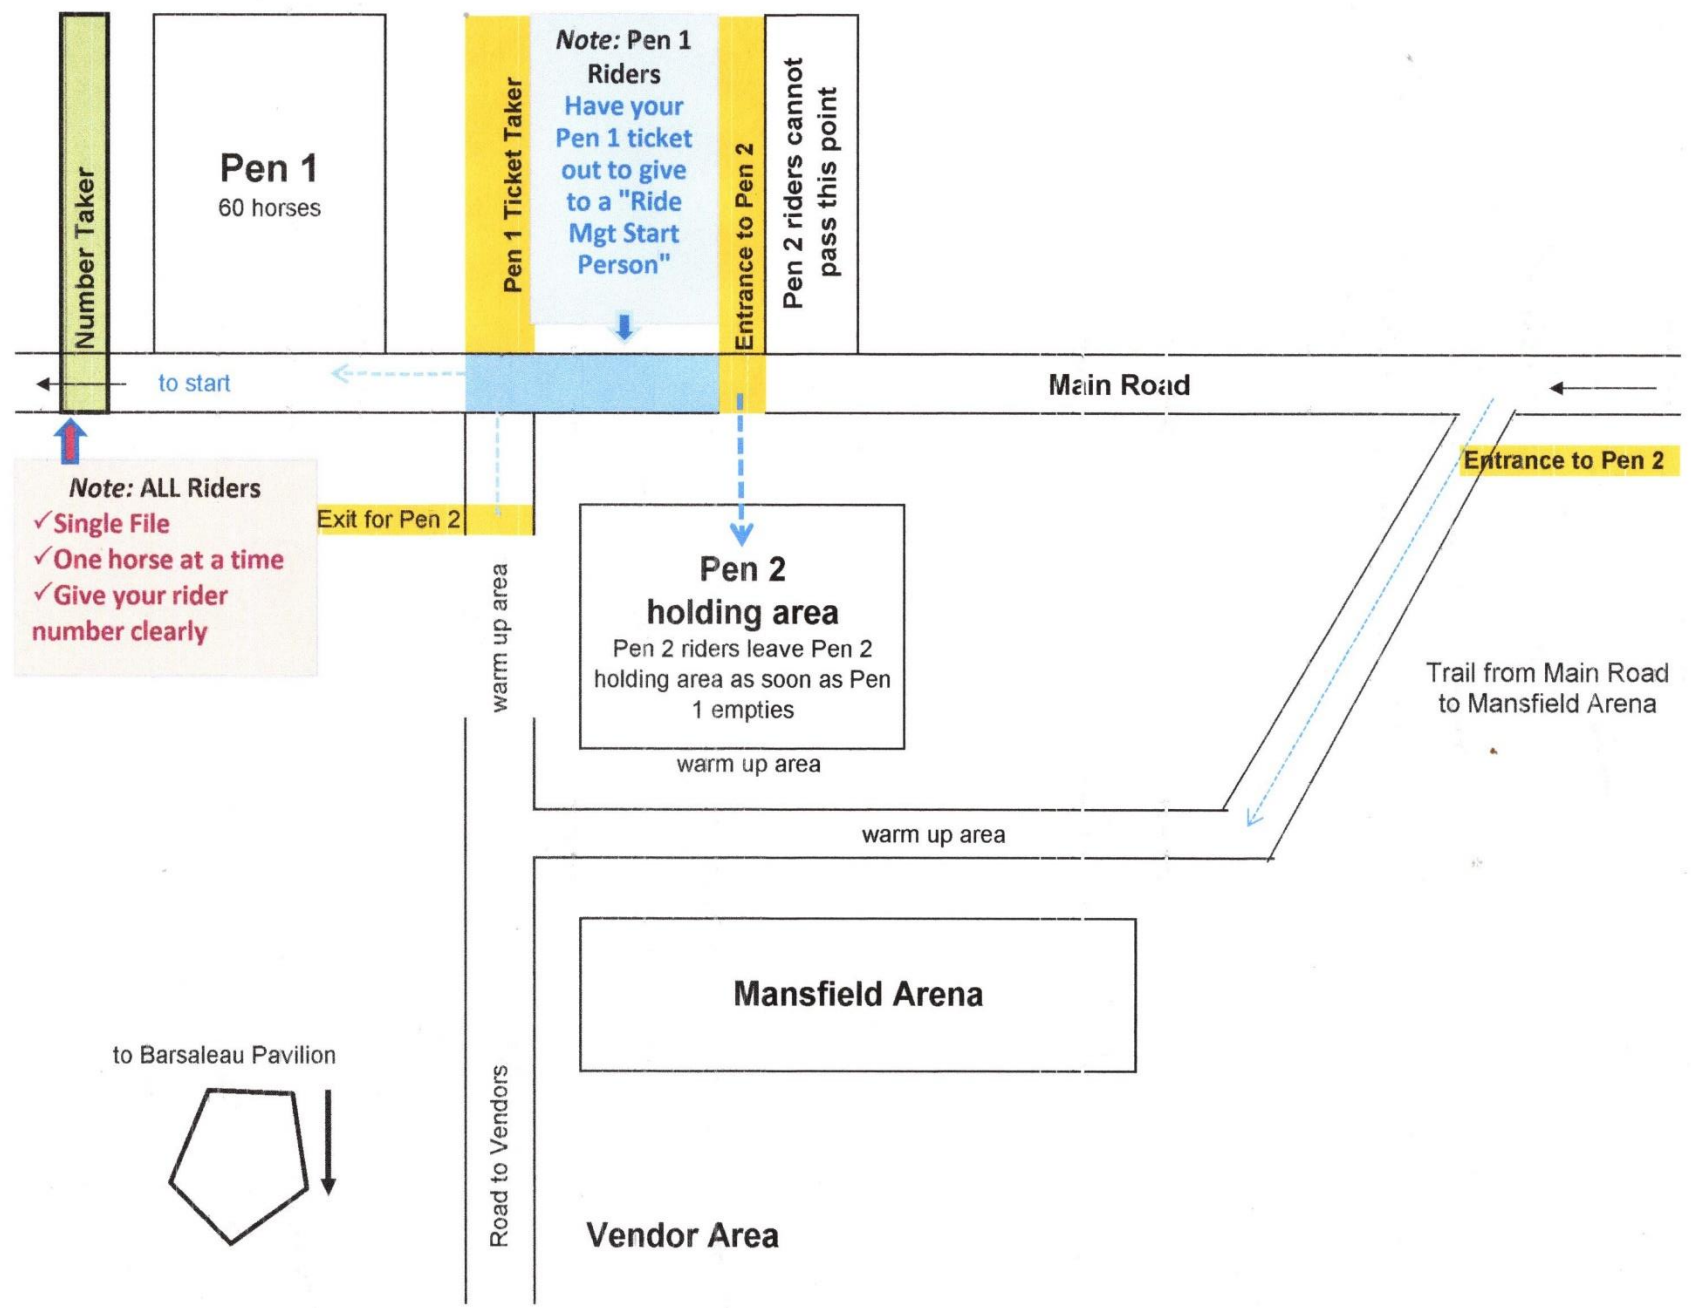 Number Taker
Pen 1
60 horses
Pen 1 Ticket Taker
Note: Pen 1
Riders
Have your
Pen 1 ticket
out to give
to a "Ride
Mgt Start
Person"
Entrance to Pen 2
Pen 2 riders cannot
pass this point
to start
Main Road
Entrance to Pen 2
Note: ALL Riders
✓Single File
✓One horse at a time
✓Give your rider
number clearly
Exit for Pen 2
warm up area
Pen 2
holding area
Pen 2 riders leave Pen 2
holding area as soon as Pen
1 empties
warm up area
Trail from Main Road
to Mansfield Arena
warm up area
Mansfield Arena
to Barsaleau Pavilion
Road to Vendors
Vendor Area